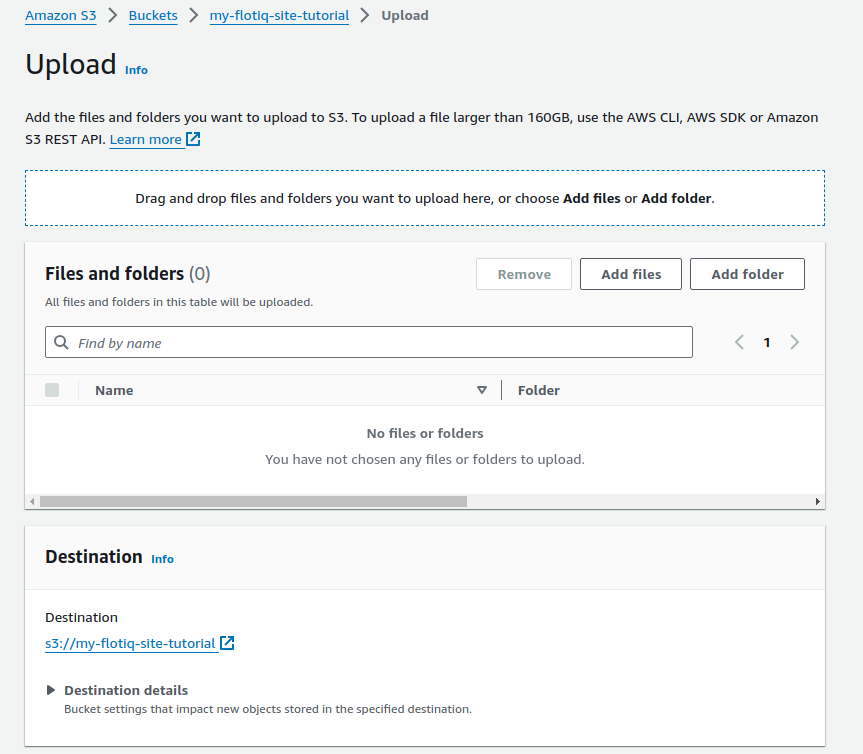 Amazon S3 > Buckets > my-flotiq-site-tutorial > Upload
Upload Info
Add the files and folders you want to upload to S3. To upload a file larger than 160GB, use the AWS CLI, AWS SDK or Amazon
S3 REST API. Learn more
Drag and drop files and folders you want to upload here, or choose Add files or Add folder.
Files and folders (0)
Remove
Add files
Add folder
All files and folders in this table will be uploaded.
Find by name
1
Name
Folder
No files or folders
You have not chosen any files or folders to upload.
Destination Info
Destination
s3://my-flotiq-site-tutorial
Destination details
Bucket settings that impact new objects stored in the specified destination.